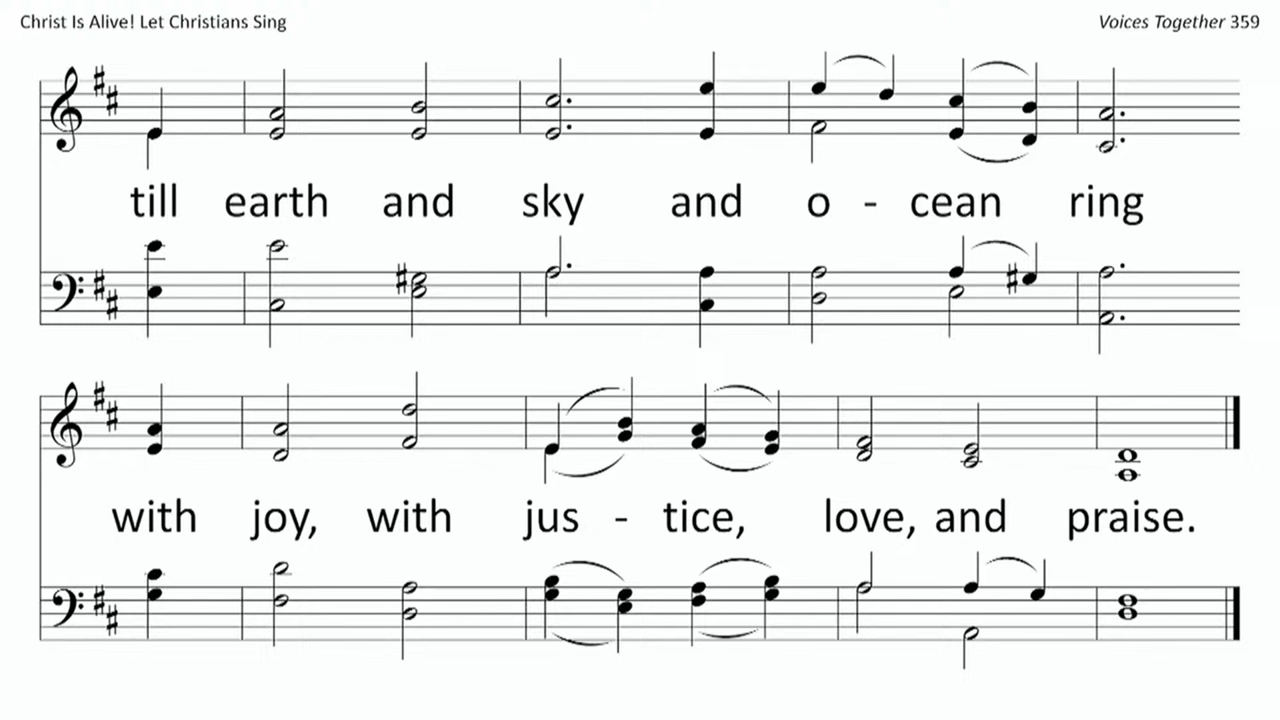 Christ Is Alive! Let Christians Sing
Voices Together 359
till earth and sky and o - cean ring
with joy, with jus - tice, love, and praise.